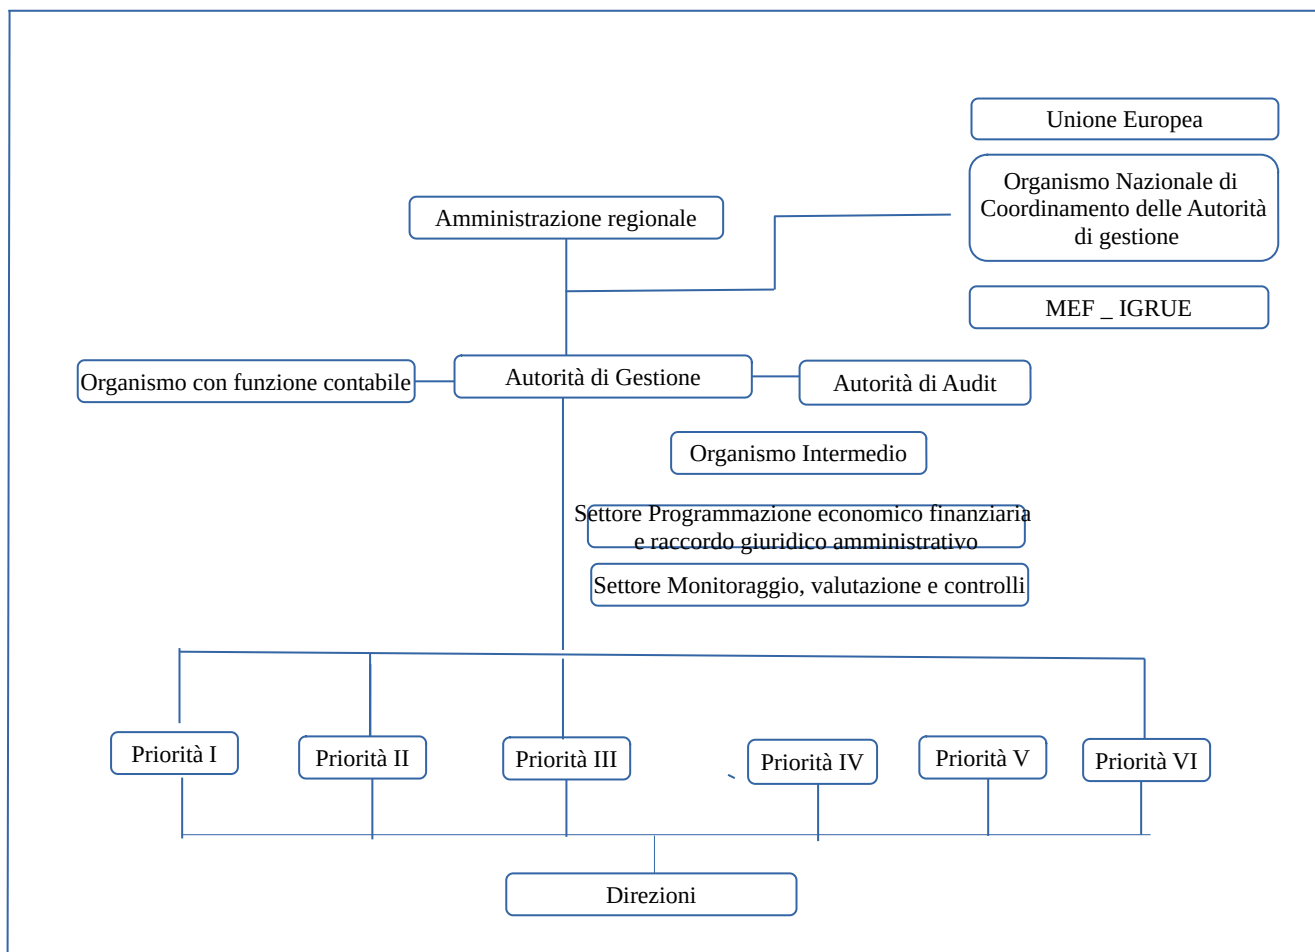 Unione Europea
Organismo Nazionale di
Coordinamento delle Autorità
di gestione
Amministrazione regionale
MEF _ IGRUE
Organismo con funzione contabile
Autorità di Gestione
Autorità di Audit
Organismo Intermedio
Settore Programmazione economico finanziaria
e raccordo giuridico amministrativo
Settore Monitoraggio, valutazione e controlli
Priorità I
Priorità II
Priorità III
Priorità IV
Priorità V
Priorità VI
Direzioni